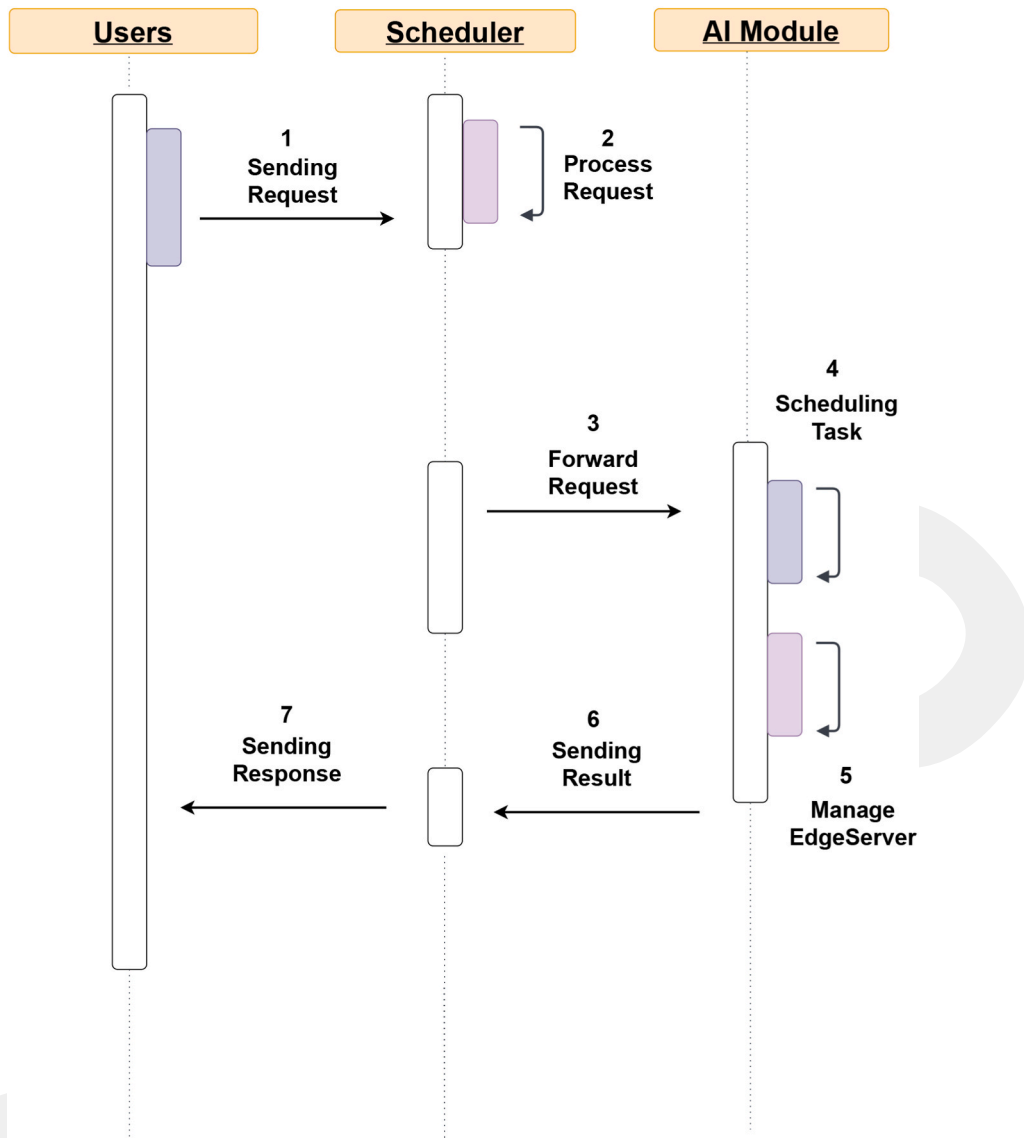 Users
Scheduler
AI Module
1
Sending
Request
2
Process
Request
3
Forward
Request
4
Scheduling
Task
5
Manage
EdgeServer
6
Sending
Result
7
Sending
Response